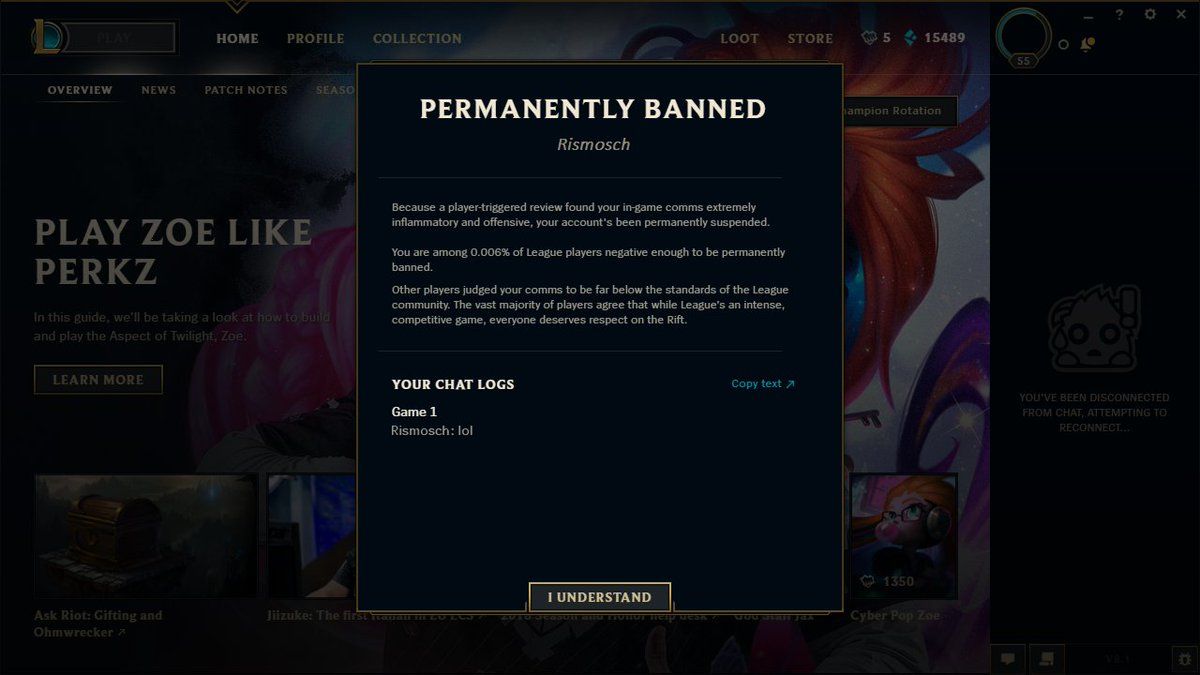 PLAY
HOME PROFILE COLLECTION LOOT STORE 5 15489
55
OVERVIEW NEWS PATCH NOTES SEASO
hampion Rotation
PERMANENTLY BANNED
Rismosch
Because a player-triggered review found your in-game comms extremely
inflammatory and offensive, your account's been permanently suspended.
You are among 0.006% of League players negative enough to be permanently
banned.
Other players judged your comms to be far below the standards of the League
community. The vast majority of players agree that while League's an intense,
competitive game, everyone deserves respect on the Rift.
YOUR CHAT LOGS Copy text ↗
Game 1
Rismosch: lol
I UNDERSTAND
PLAY ZOE LIKE
PERKZ
In this guide, we'll be taking a look at how to build
and play the Aspect of Twilight, Zoe.
LEARN MORE
YOU'VE BEEN DISCONNECTED
FROM CHAT, ATTEMPTING TO
RECONNECT...
1350
Ask Riot: Gifting and
Ohmwrecker ↗
Jiizuke: The first Italian in EU LCS
2018 Season and Honor help desk
God Staff Jax
Cyber Pop Zoe